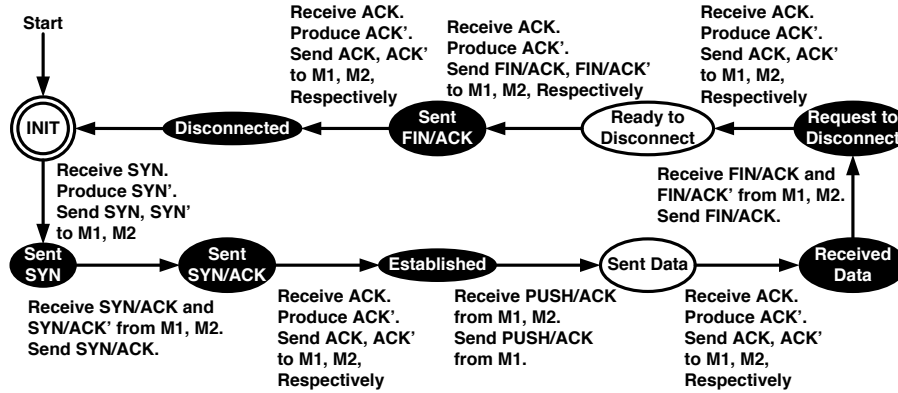 Start
INIT
Receive SYN.
Produce SYN’.
Send SYN, SYN’
to M1, M2
Sent
SYN
Receive SYN/ACK and
SYN/ACK’ from M1, M2.
Send SYN/ACK.
Sent
SYN/ACK
Receive ACK.
Produce ACK’.
Send ACK, ACK’
to M1, M2,
Respectively
Established
Receive PUSH/ACK
from M1, M2.
Send PUSH/ACK
from M1.
Sent Data
Receive ACK.
Produce ACK’.
Send ACK, ACK’
to M1, M2,
Respectively
Received
Data
Receive FIN/ACK and
FIN/ACK’ from M1, M2.
Send FIN/ACK.
Request to
Disconnect
Receive ACK.
Produce ACK’.
Send ACK, ACK’
to M1, M2,
Respectively
Ready to
Disconnect
Receive ACK.
Produce ACK’.
Send FIN/ACK, FIN/ACK’
to M1, M2, Respectively
Sent
FIN/ACK
Receive ACK.
Produce ACK’.
Send ACK, ACK’
to M1, M2,
Respectively
Disconnected